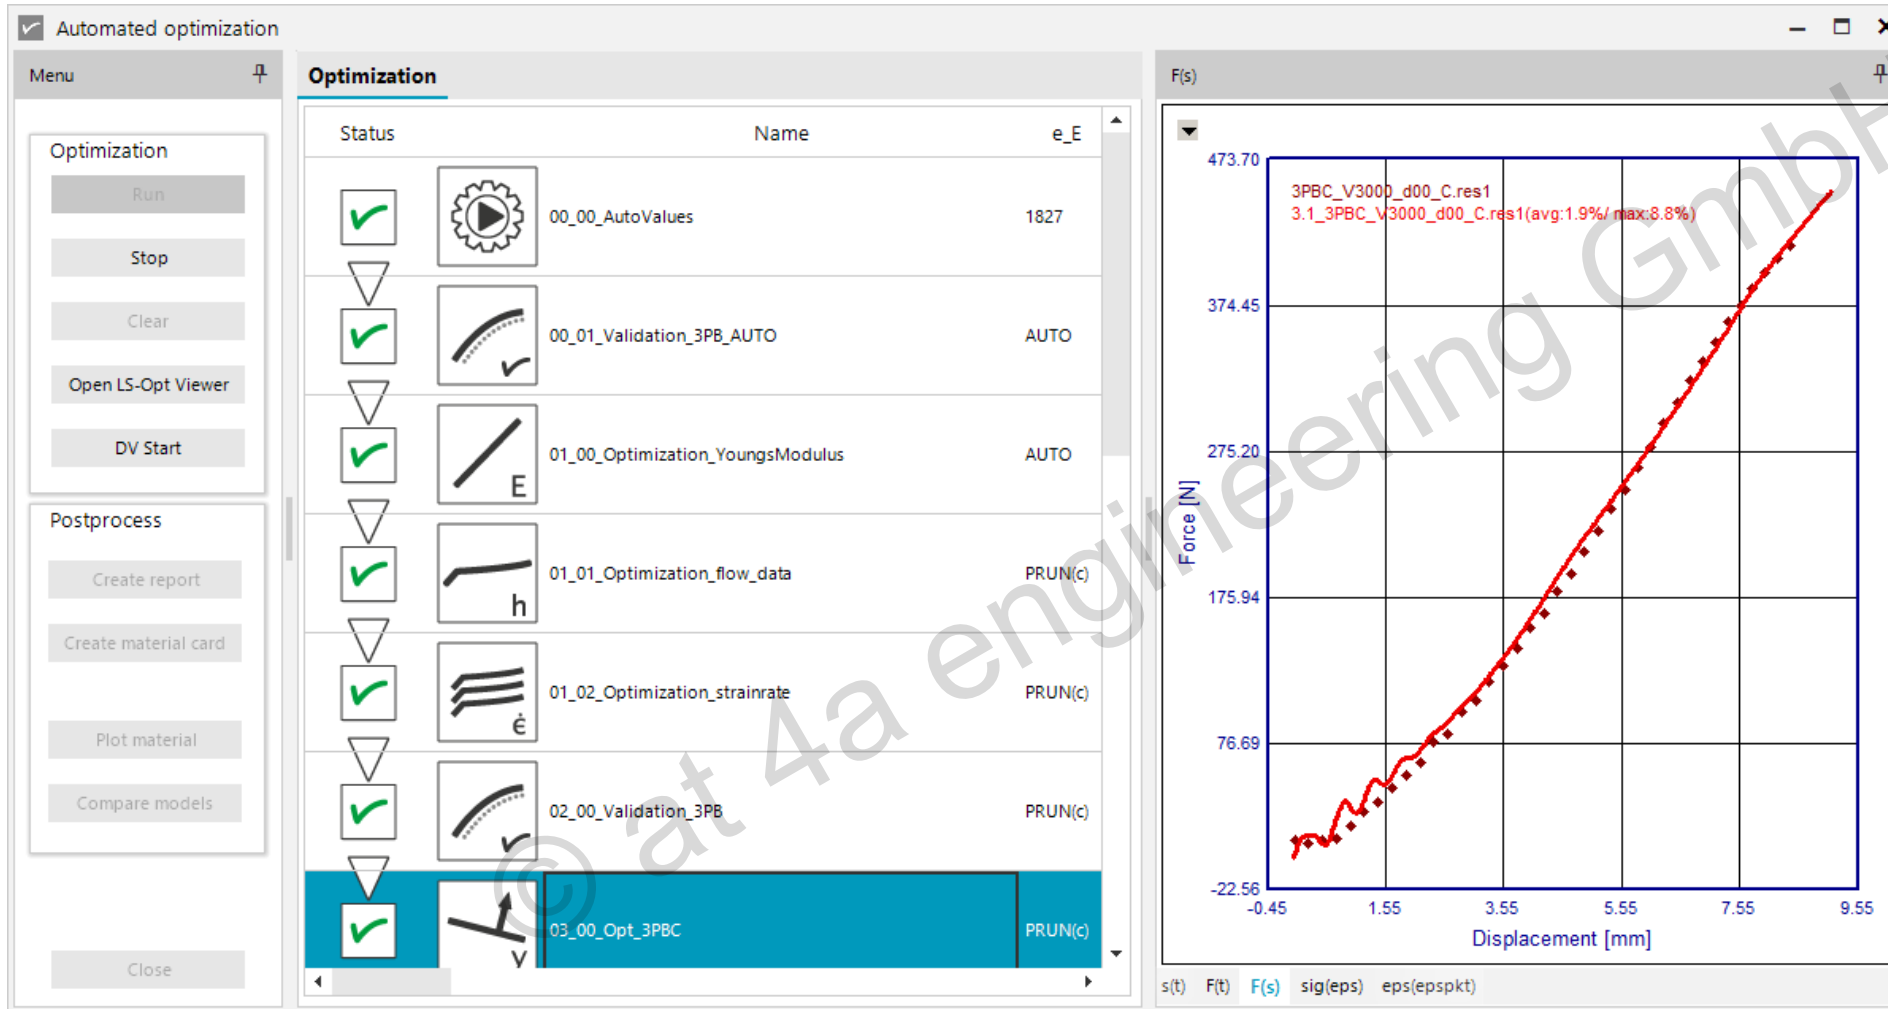 Automated optimization
Menu
Optimization
Run
Stop
Clear
Open LS-Opt Viewer
DV Start
Postprocess
Create report
Create material card
Plot material
Compare models
Close
Optimization
Status Name e_E
00_00_AutoValues 1827
00_01_Validation_3PB_AUTO AUTO
01_00_Optimization_YoungsModulus AUTO
E
01_01_Optimization_flow_data PRUN(c)
h
01_02_Optimization_strainrate PRUN(c)
ε̇
02_00_Validation_3PB PRUN(c)
03_00_Opt_3PBC PRUN(c)
F(s)
473.70
3PBC_V3000_d00_C.res1
3.1_3PBC_V3000_d00_C.res1(avg:1.9%/ max:8.8%)
374.45
275.20
Force [N]
175.94
76.69
-22.56
-0.45 1.55 3.55 5.55 7.55 9.55
Displacement [mm]
s(t) F(t) F(s) sig(eps) eps(epspkt)
© at 4a engineering GmbH